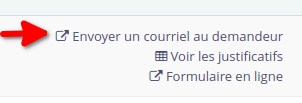 Envoyer un courriel au demandeur
Voir les justificatifs
Formulaire en ligne